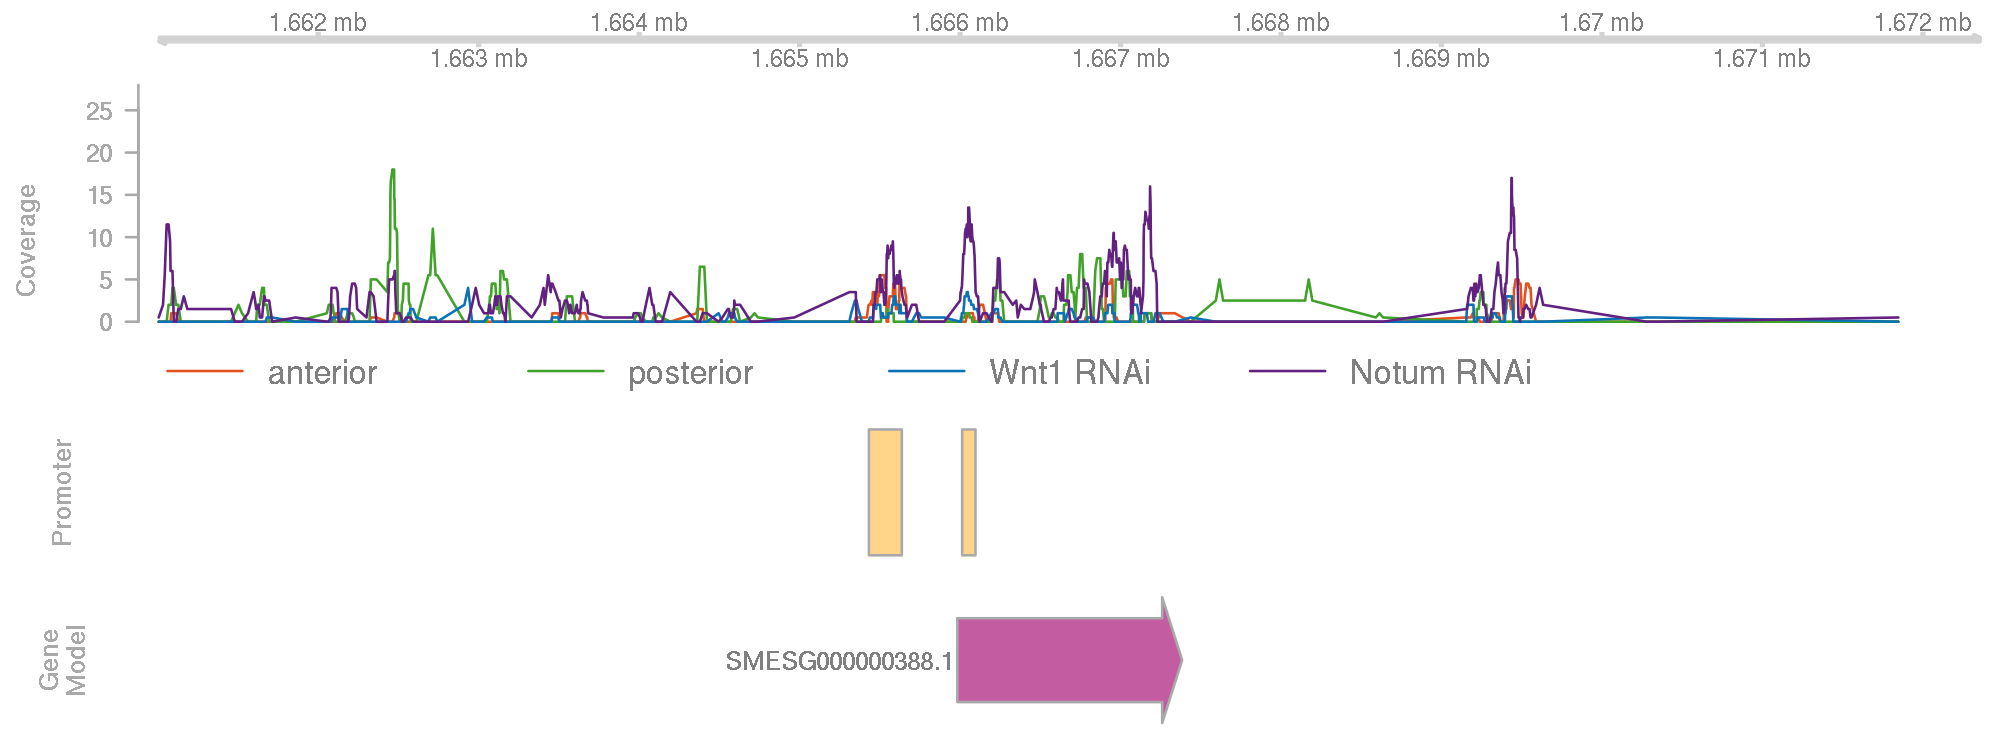 1.662 mb 1.664 mb 1.666 mb 1.668 mb 1.67 mb 1.672 mb
1.663 mb 1.665 mb 1.667 mb 1.669 mb 1.671 mb
Coverage
25
20
15
10
5
0
anterior posterior Wnt1 RNAi Notum RNAi
Promoter
Gene
Model
SMESG000000388.1